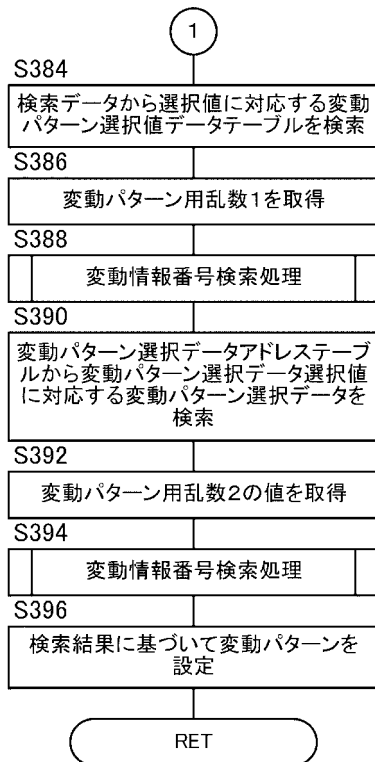 1
S384
検索データから選択値に対応する変動
パターン選択値データテーブルを検索
S386
変動パターン用乱数1を取得
S388
変動情報番号検索処理
S390
変動パターン選択データアドレステーブ
ルから変動パターン選択データ選択値
に対応する変動パターン選択データを
検索
S392
変動パターン用乱数2の値を取得
S394
変動情報番号検索処理
S396
検索結果に基づいて変動パターンを
設定
RET